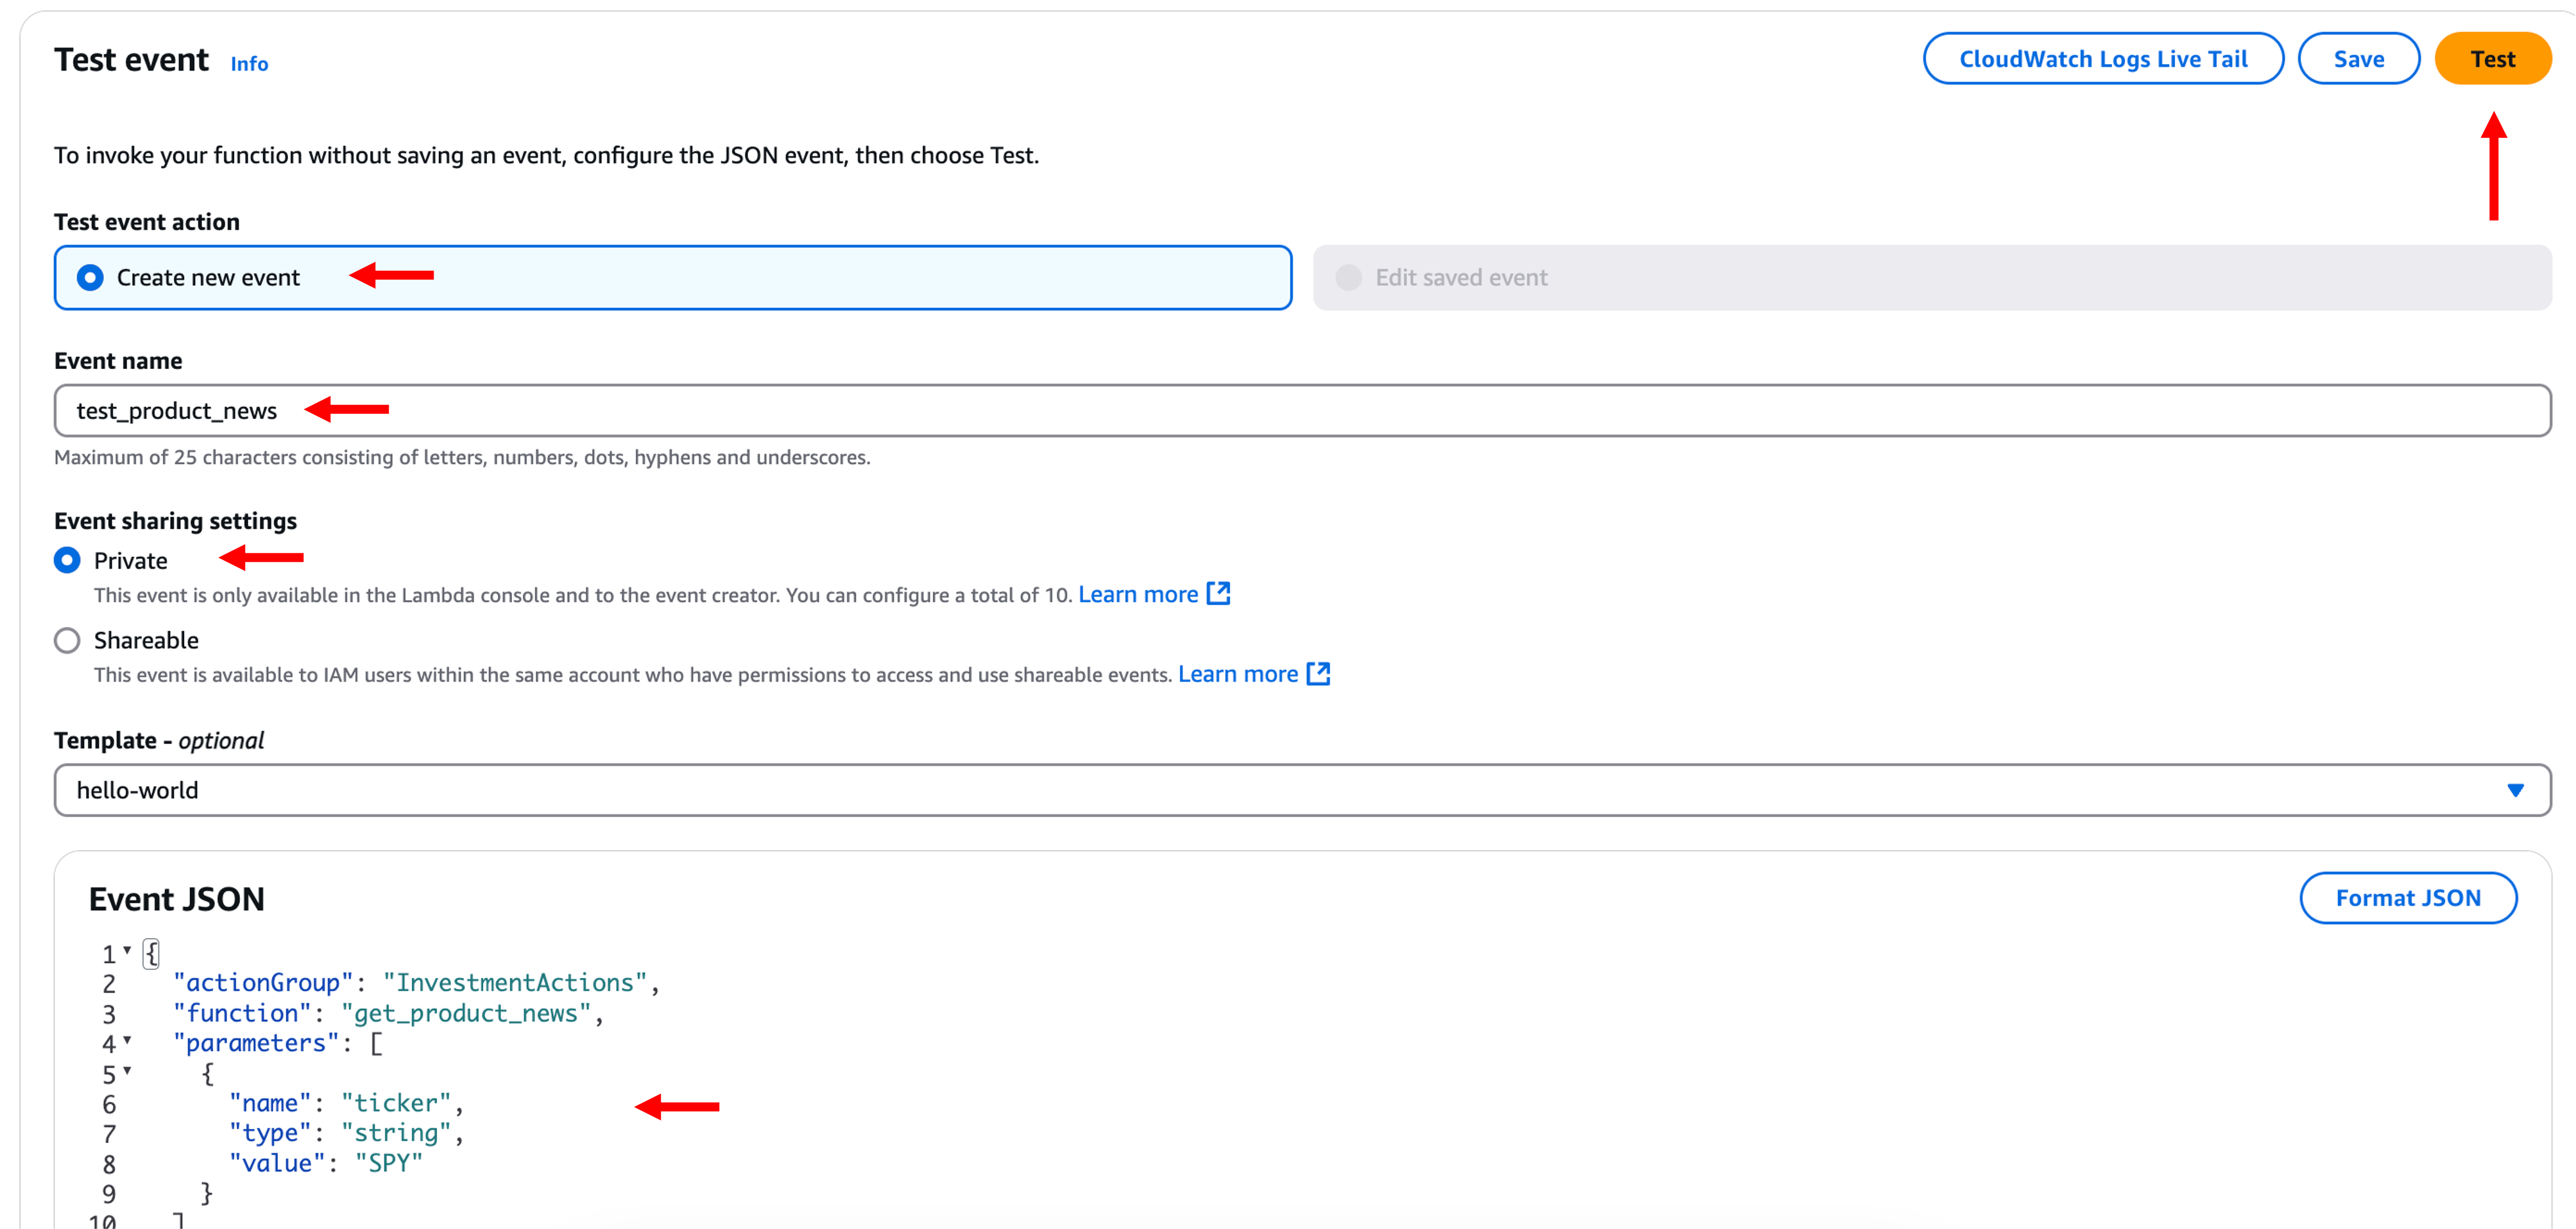 Test event Info CloudWatch Logs Live Tail Save Test
To invoke your function without saving an event, configure the JSON event, then choose Test.
Test event action
Create new event Edit saved event
Event name
test_product_news
Maximum of 25 characters consisting of letters, numbers, dots, hyphens and underscores.
Event sharing settings
Private
This event is only available in the Lambda console and to the event creator. You can configure a total of 10. Learn more
Shareable
This event is available to IAM users within the same account who have permissions to access and use shareable events. Learn more
Template - optional
hello-world
Event JSON Format JSON
1 {
2 "actionGroup": "InvestmentActions",
3 "function": "get_product_news",
4 "parameters": [
5 {
6 "name": "ticker",
7 "type": "string",
8 "value": "SPY"
9 }
10 ]